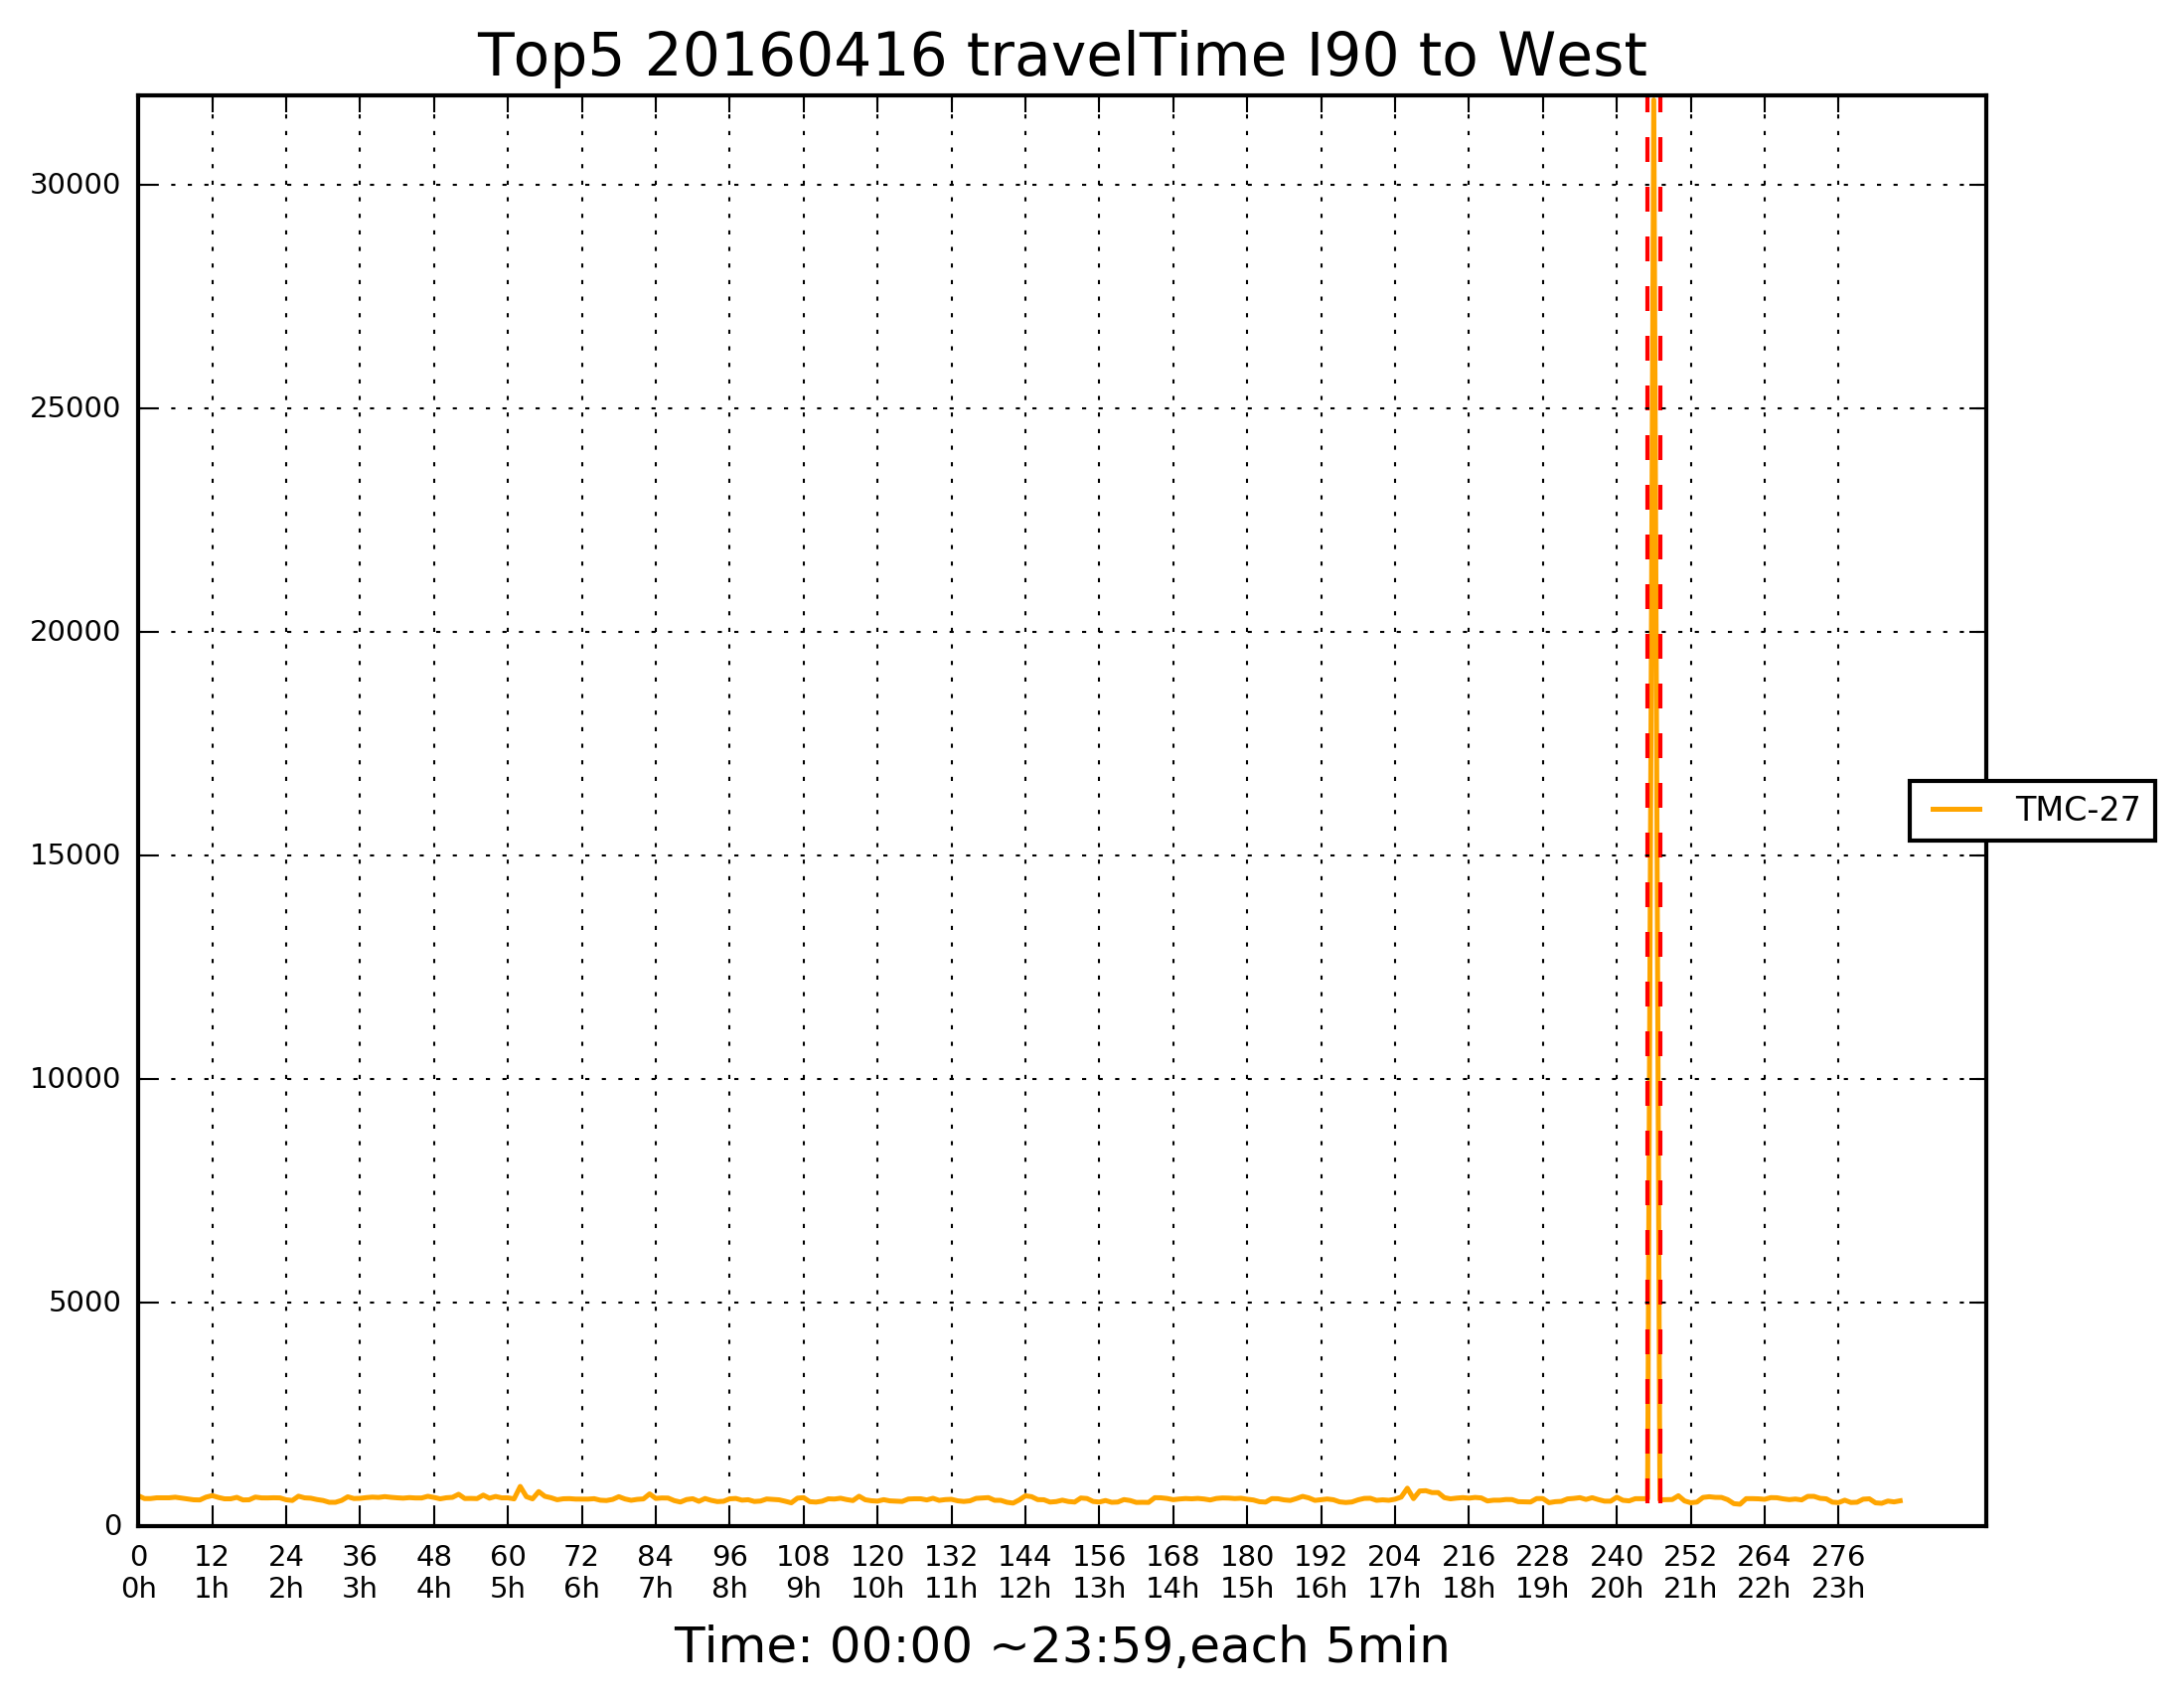 Top5 20160416 travelTime I90 to West
30000
25000
20000
15000
10000
5000
0
TMC-27
0 12 24 36 48 60 72 84 96 108 120 132 144 156 168 180 192 204 216 228 240 252 264 276
0h 1h 2h 3h 4h 5h 6h 7h 8h 9h 10h 11h 12h 13h 14h 15h 16h 17h 18h 19h 20h 21h 22h 23h
Time: 00:00 ~23:59,each 5min